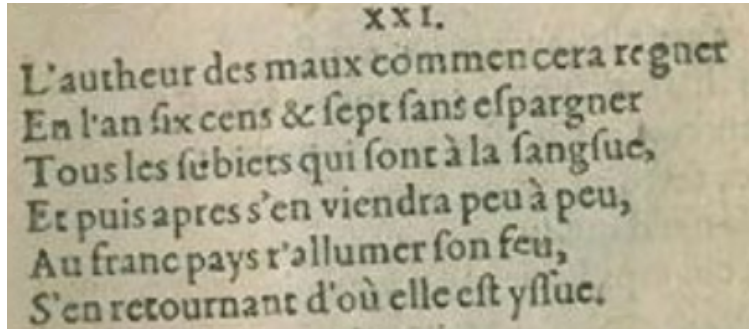 XXI.
L'autheur des maux commencera regner
En l'an ſix cens & ſept ſans eſpargner
Tous les ſubiets qui ſont à la ſangſue,
Et puis apres s'en viendra peu à peu,
Au franc pays r'allumer ſon feu,
S'en retournant d'où elle eſt yſſue.